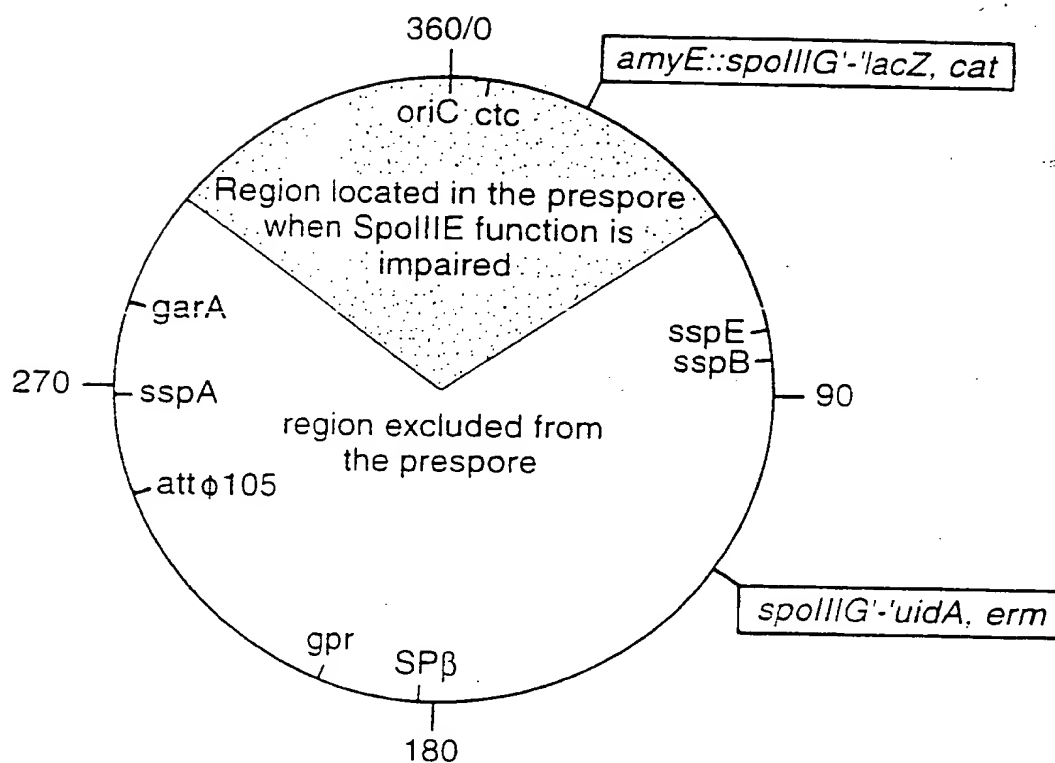 360/0
amyE::spoIIIG'-'lacZ, cat
oriC ctc
Region located in the prespore
when SpoIIIE function is
impaired
garA
sspE
sspB
270
sspA
90
region excluded from
the prespore
attφ105
spoIIIG'-'uidA, erm
gpr
SPβ
180